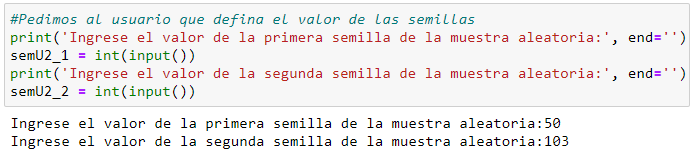 #Pedimos al usuario que defina el valor de las semillas
print('Ingrese el valor de la primera semilla de la muestra aleatoria:', end='')
semU2_1 = int(input())
print('Ingrese el valor de la segunda semilla de la muestra aleatoria:', end='')
semU2_2 = int(input())
Ingrese el valor de la primera semilla de la muestra aleatoria:50
Ingrese el valor de la segunda semilla de la muestra aleatoria:103